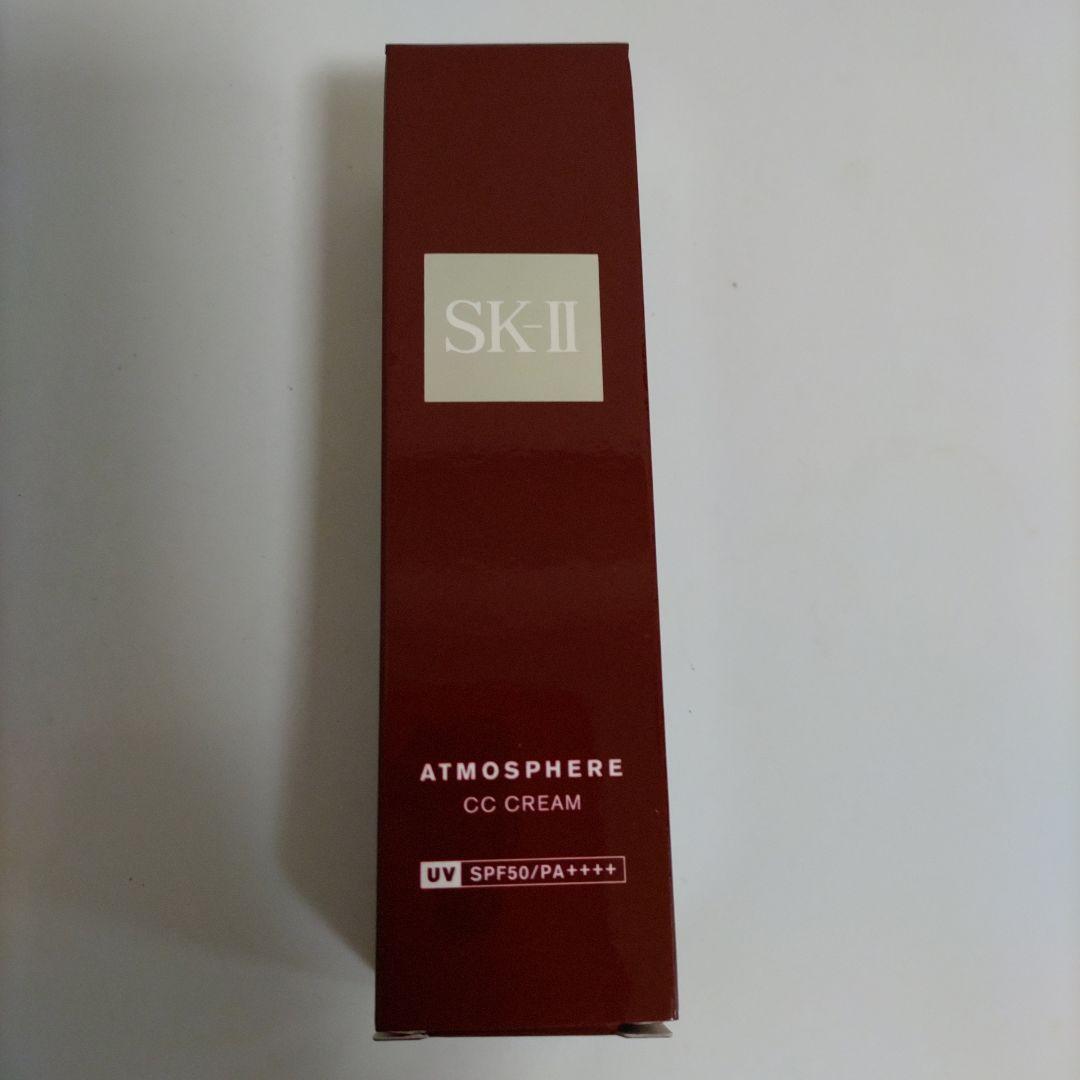 SK-II
ATMOSPHERE
CC CREAM
UV SPF50/PA++++